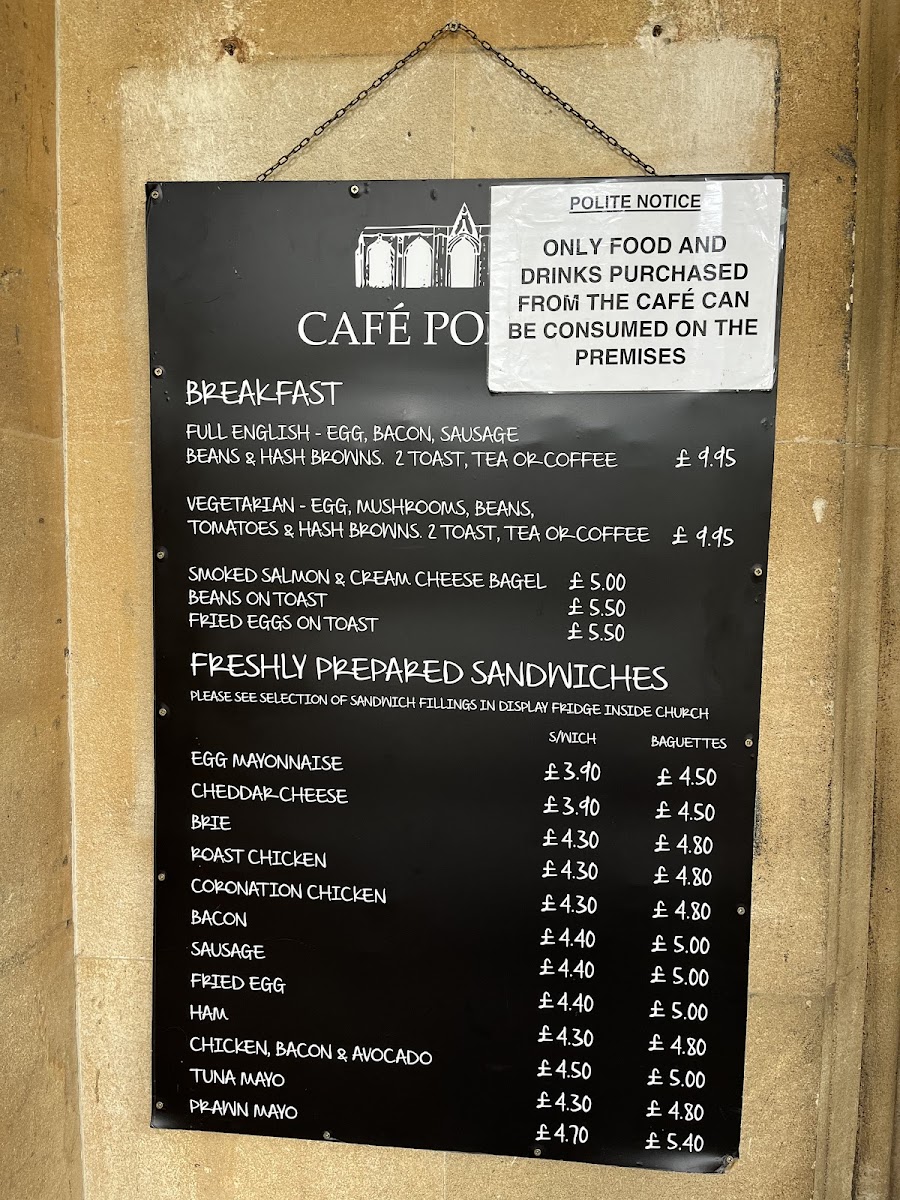 POLITE NOTICE
ONLY FOOD AND
DRINKS PURCHASED
FROM THE CAFÉ CAN
BE CONSUMED ON THE
PREMISES
CAFÉ
BREAKFAST
FULL ENGLISH - EGG, BACON, SAUSAGE
BEANS & HASH BROWNS. 2 TOAST, TEA OR COFFEE £ 9.95
VEGETARIAN - EGG, MUSHROOMS, BEANS,
TOMATOES & HASH BROWNS. 2 TOAST, TEA OR COFFEE £ 9.95
SMOKED SALMON & CREAM CHEESE BAGEL £ 5.00
BEANS ON TOAST £ 5.50
FRIED EGGS ON TOAST £ 5.50
FRESHLY PREPARED SANDWICHES
PLEASE SEE SELECTION OF SANDWICH FILLINGS IN DISPLAY FRIDGE INSIDE CHURCH
S/WICH BAGUETTES
EGG MAYONNAISE £3.90 £ 4.50
CHEDDAR CHEESE £3.90 £ 4.50
BRIE £4.30 £ 4.80
ROAST CHICKEN £4.30 £ 4.80
CORONATION CHICKEN £4.30 £ 4.80
BACON £4.40 £ 5.00
SAUSAGE £4.40 £ 5.00
FRIED EGG £4.40 £ 5.00
HAM £4.30 £ 4.80
CHICKEN, BACON & AVOCADO £4.50 £ 5.00
TUNA MAYO £4.30 £ 4.80
PRAWN MAYO £4.70 £ 5.40